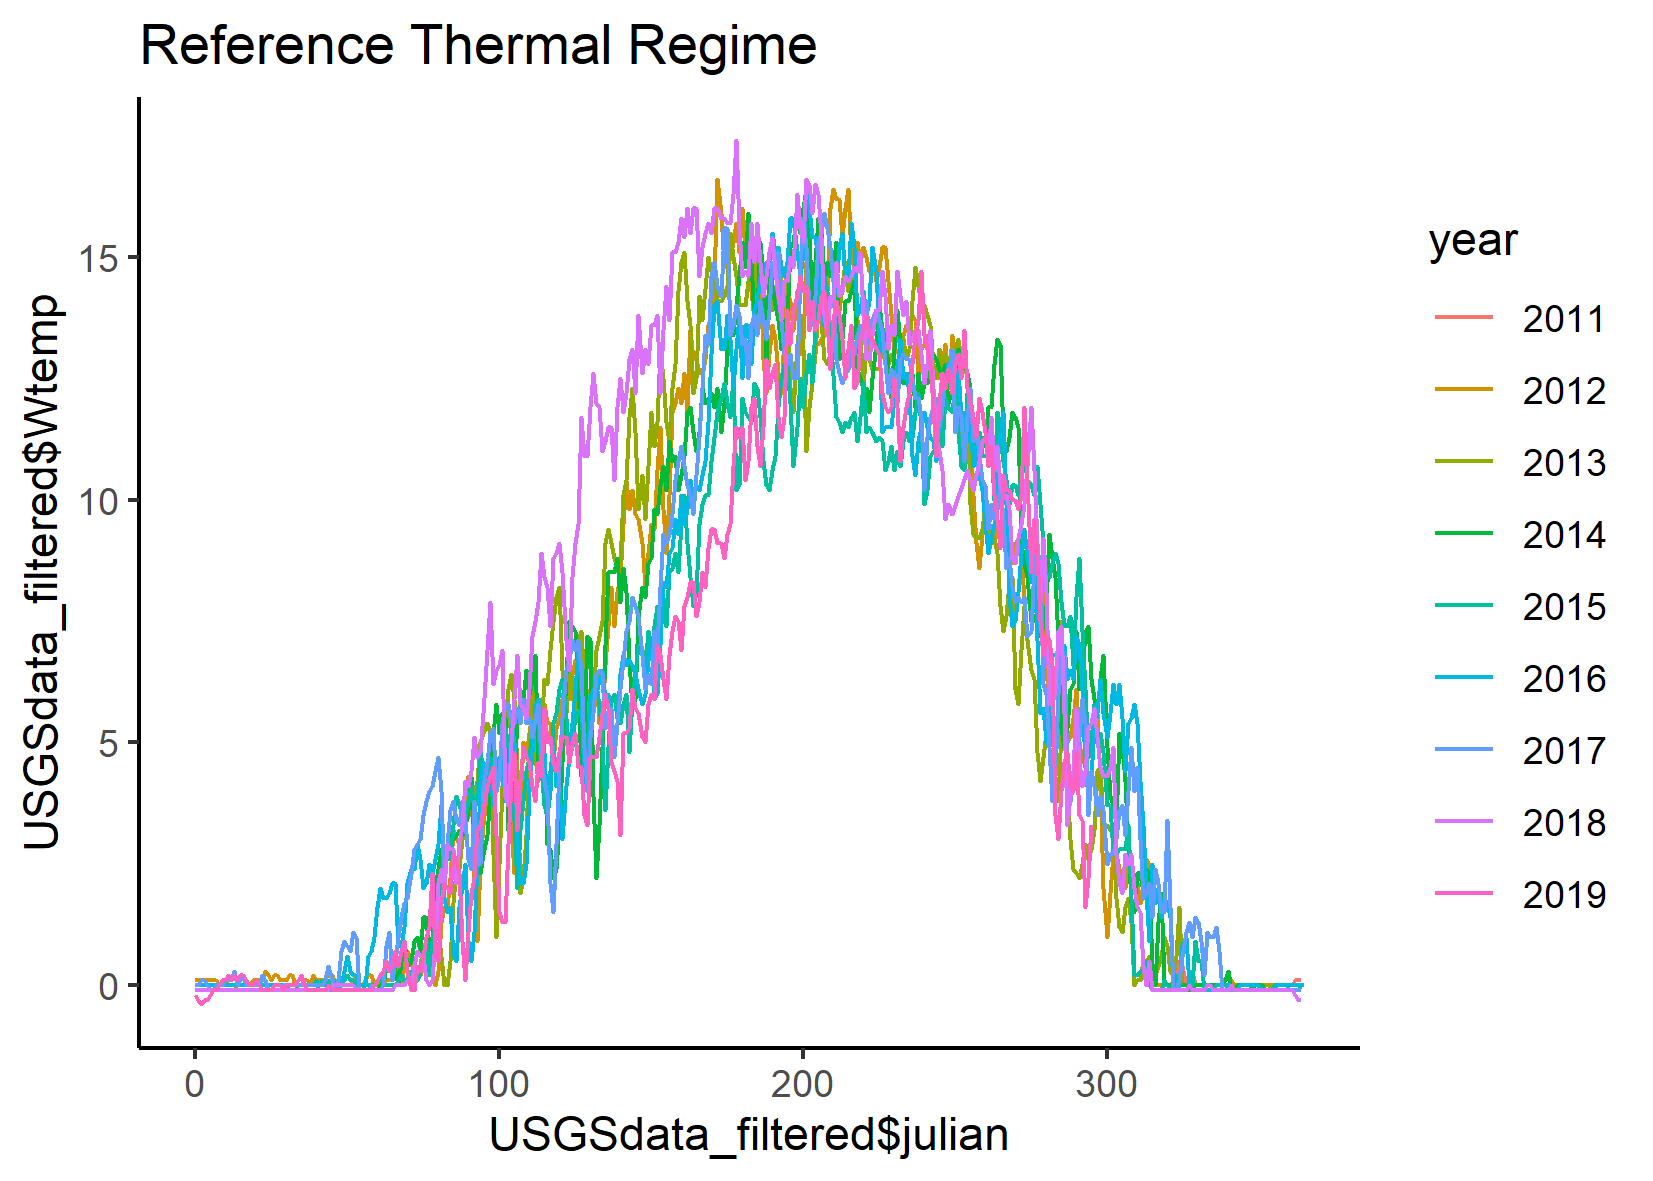 Reference Thermal Regime
USGSdata_filtered$Wtemp
15
10
5
0
0 100 200 300
USGSdata_filtered$julian
year
2011
2012
2013
2014
2015
2016
2017
2018
2019